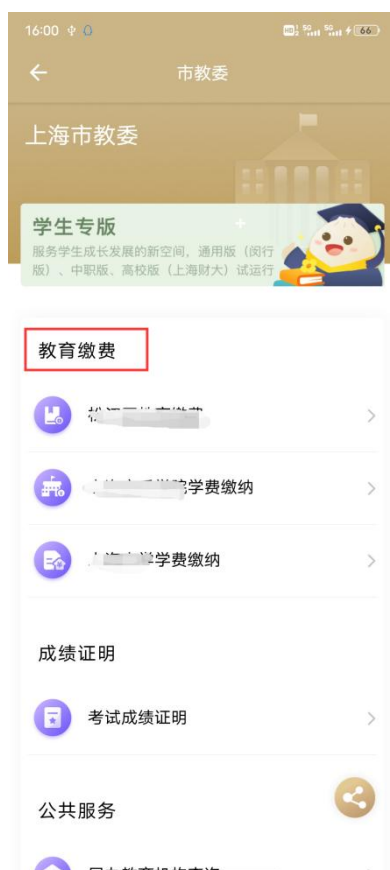 16:00
66
市教委
上海市教委
学生专版
服务学生成长发展的新空间，通用版（闵行
版）、中职版、高校版（上海财大）试运行
教育缴费
学费缴纳
学费缴纳
成绩证明
考试成绩证明
公共服务